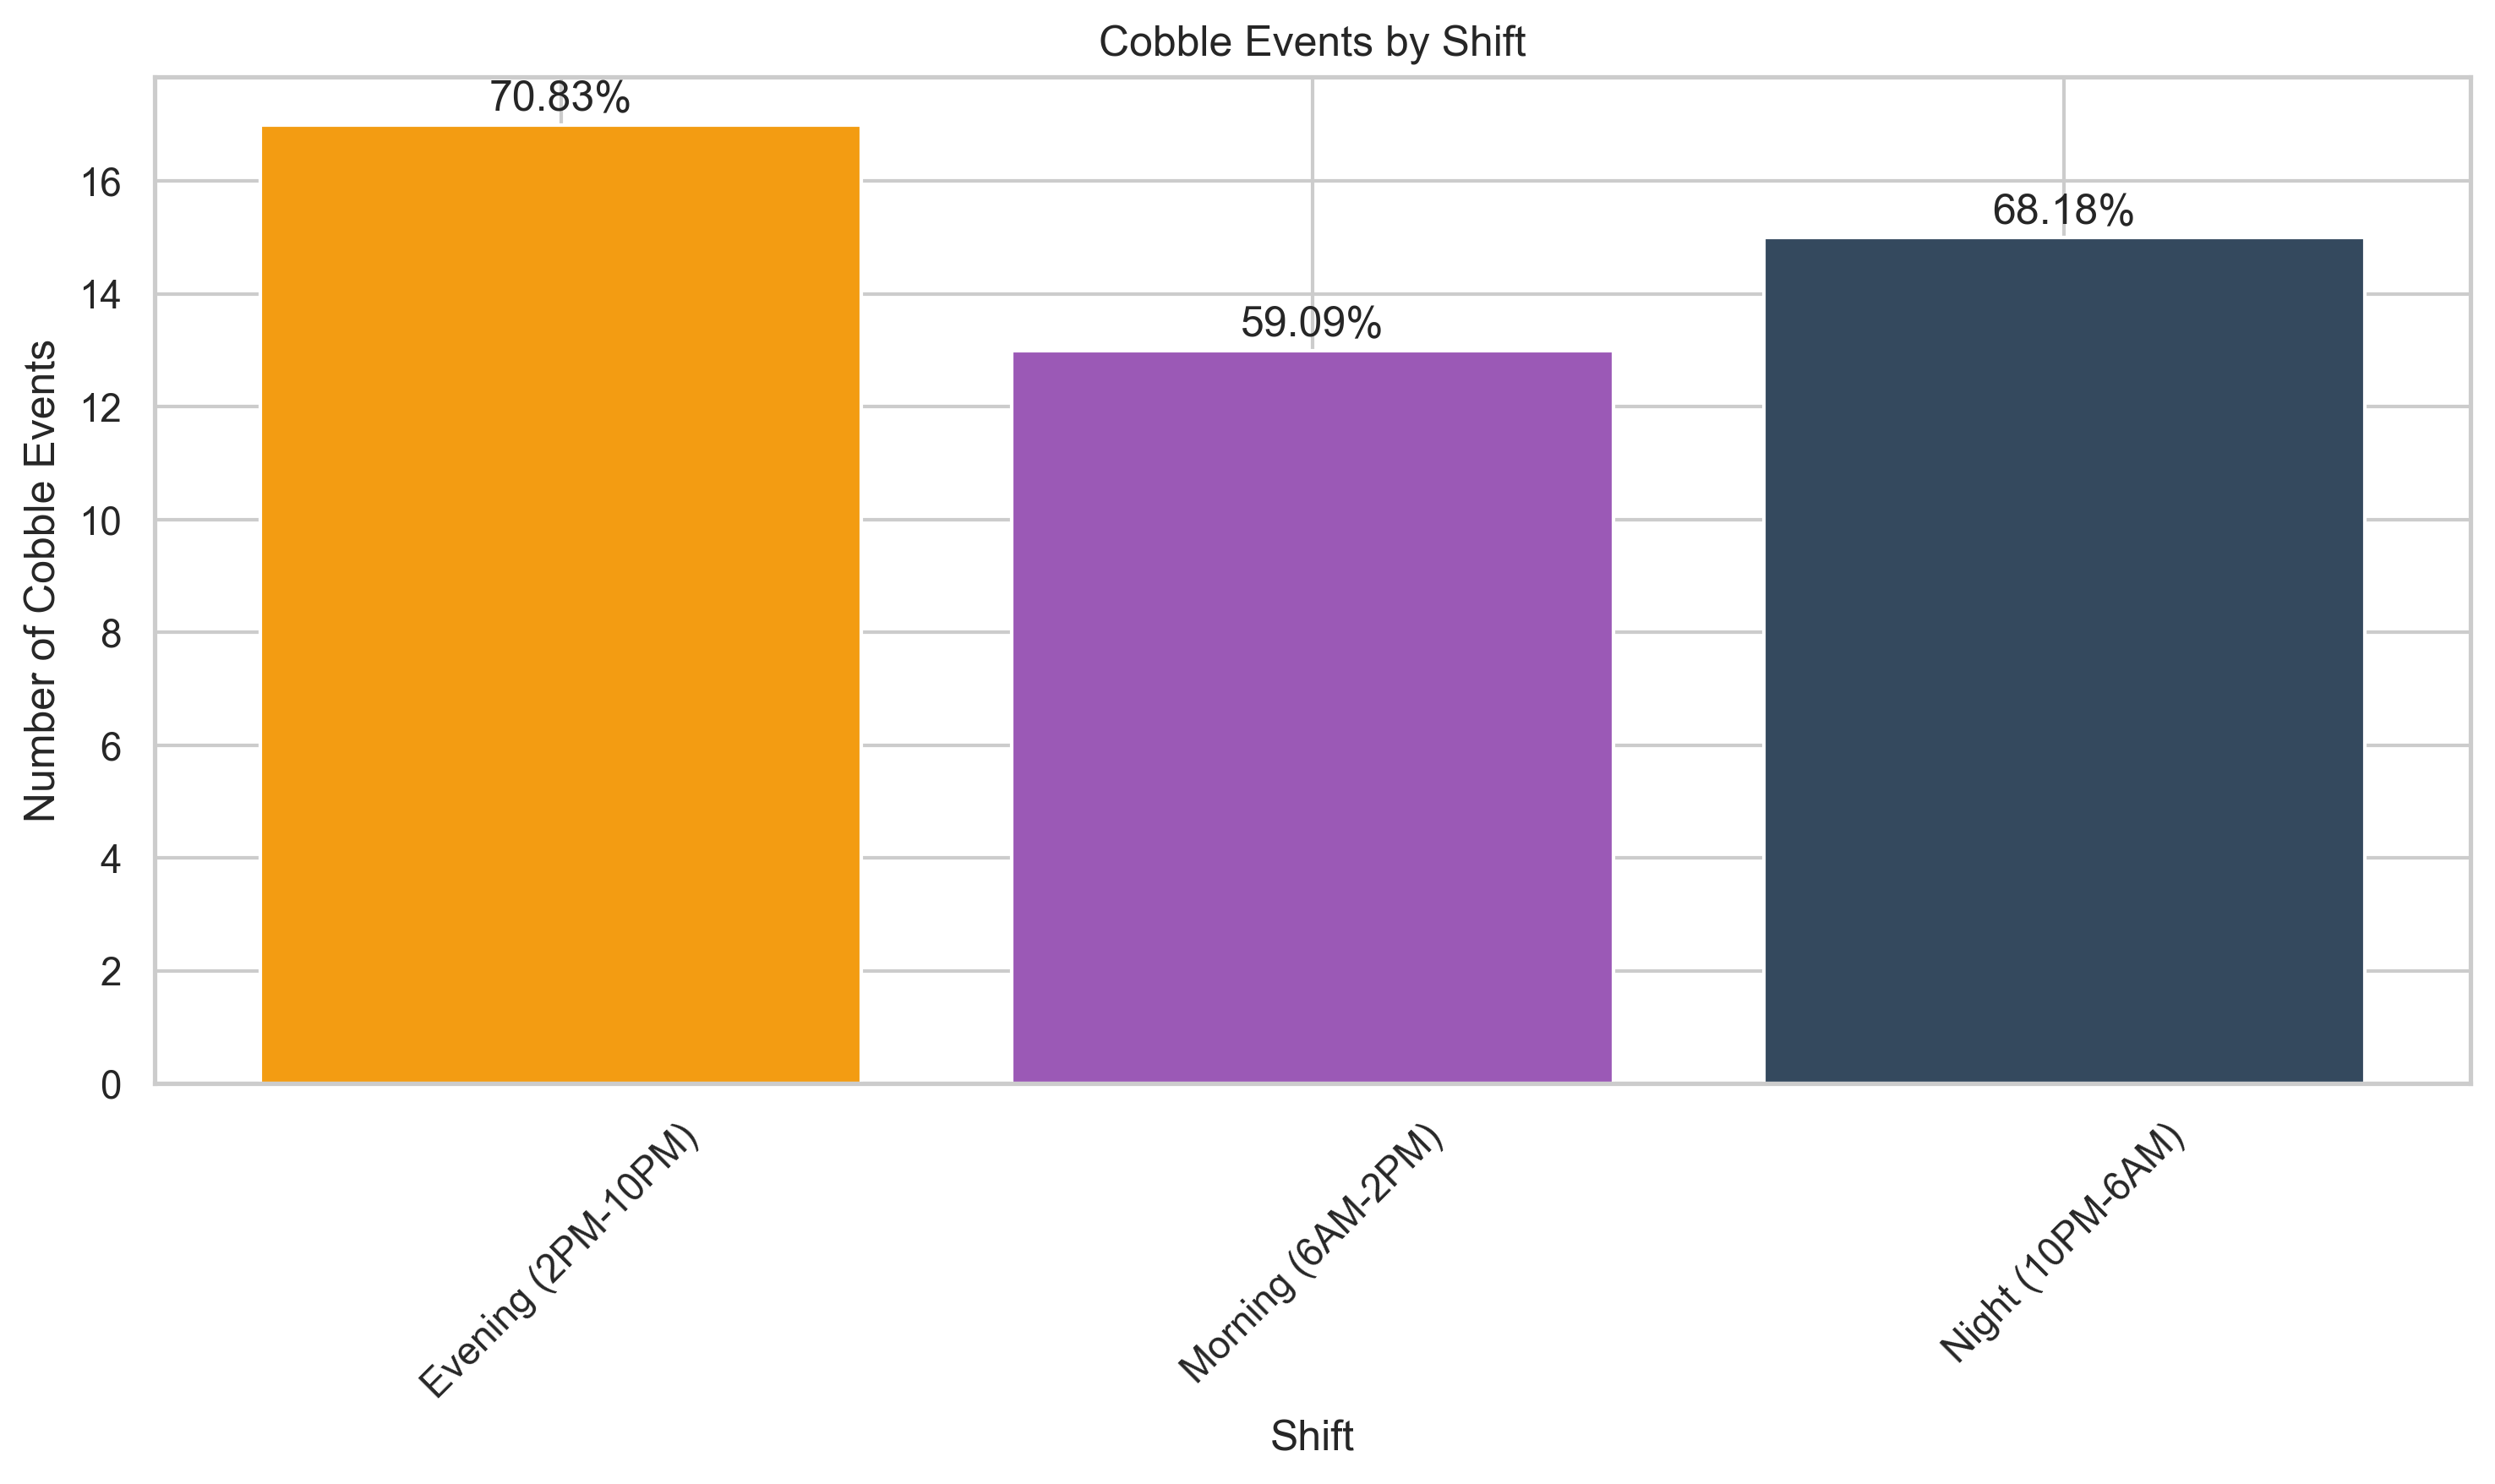 Cobble Events by Shift
70.83%
59.09%
68.18%
16
14
12
10
8
6
4
2
0
Number of Cobble Events
Evening (2PM-10PM)
Morning (6AM-2PM)
Night (10PM-6AM)
Shift